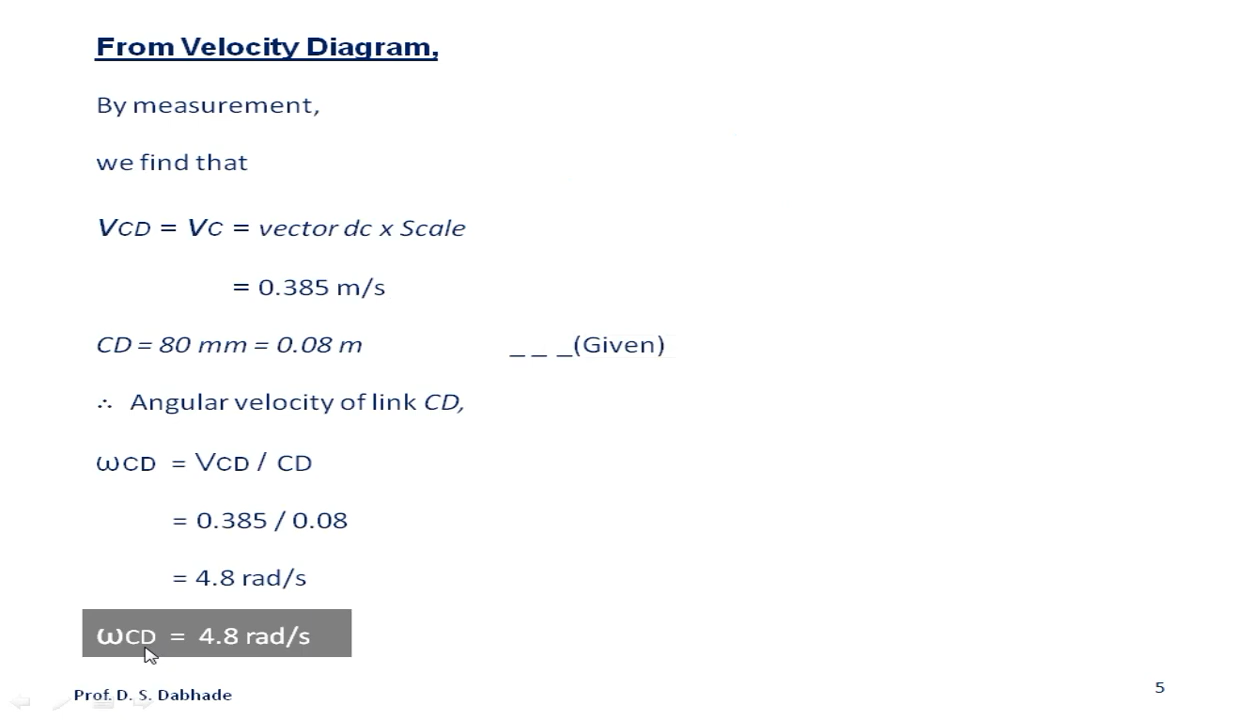 From Velocity Diagram,
By measurement,
we find that
VCD = VC = vector dc x Scale
= 0.385 m/s
CD = 80 mm = 0.08 m _ _ _(Given)
∴ Angular velocity of link CD,
ωCD = VCD / CD
= 0.385 / 0.08
= 4.8 rad/s
ωCD = 4.8 rad/s
Prof. D. S. Dabhade 5